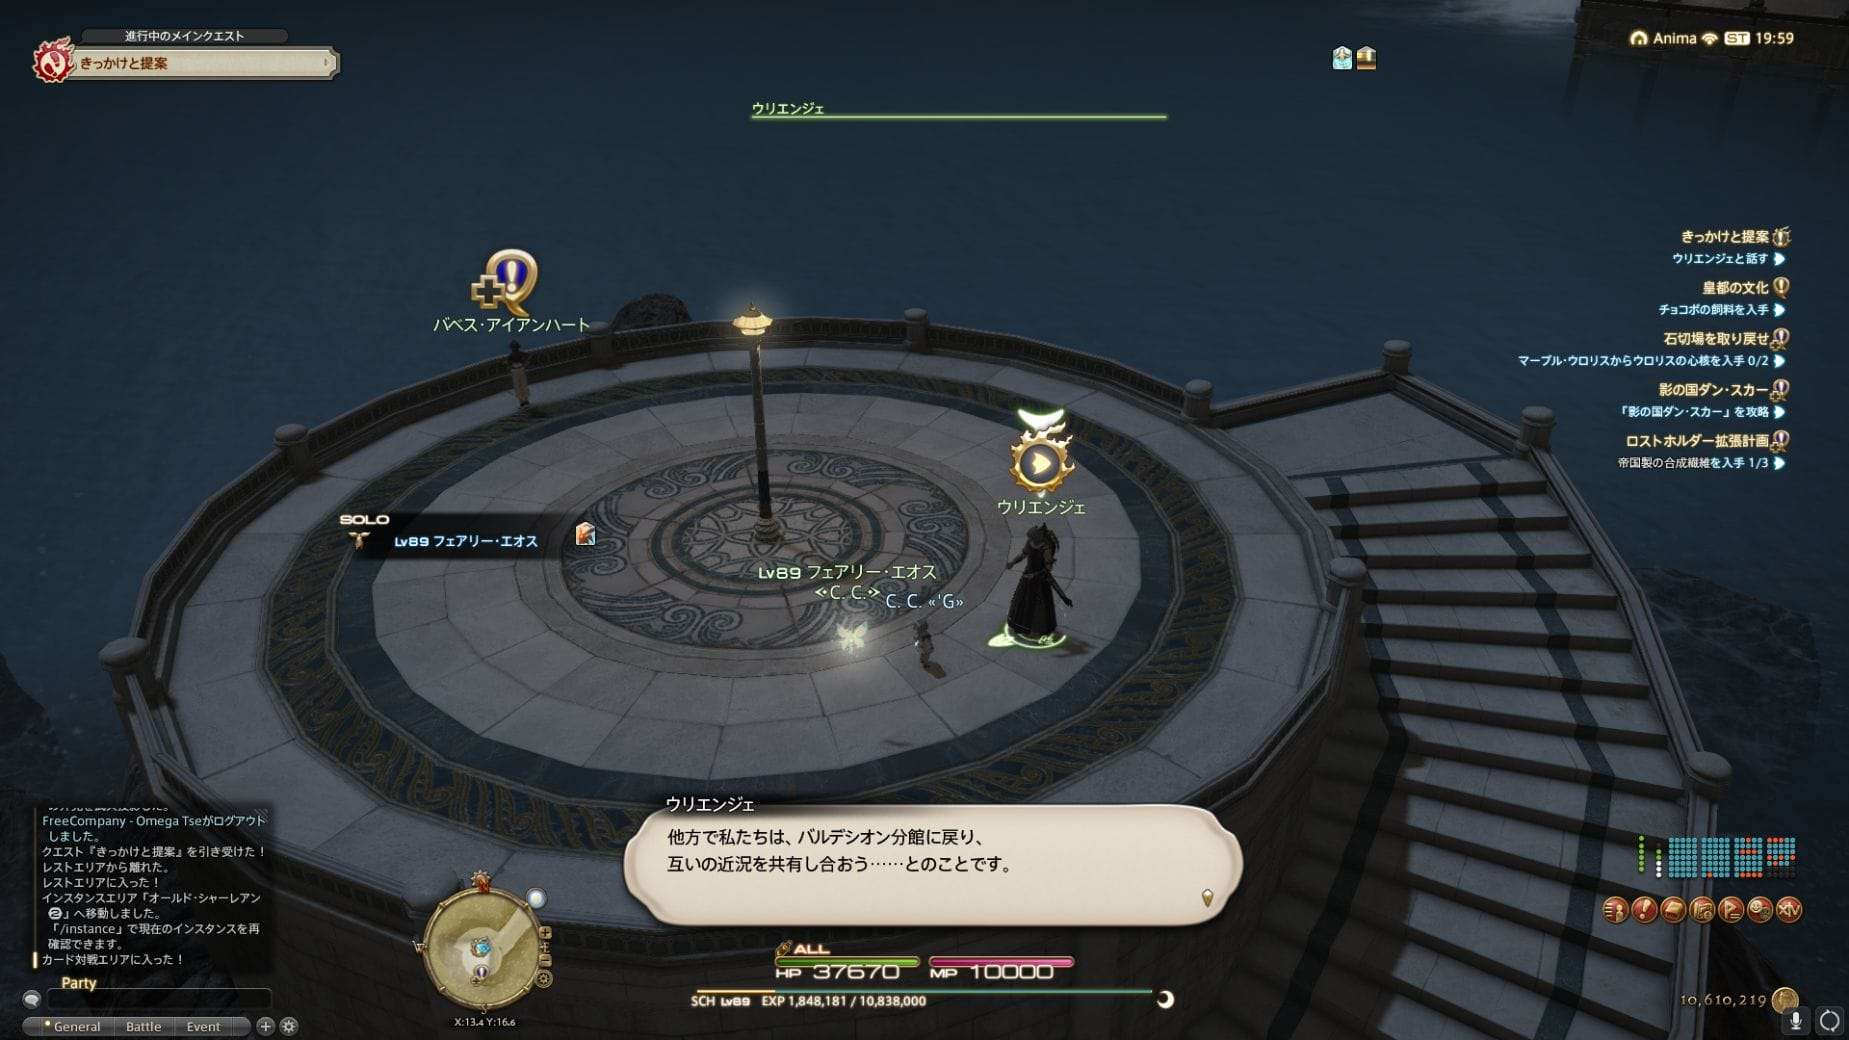 進行中のメインクエスト
きっかけと提案
Anima ST 19:59
ウリエンジェ
バベス・アイアンハート
きっかけと提案
ウリエンジェと話す
皇都の文化
チョコボの飼料を入手
石切場を取り戻せ
マーブル・ウロリスからウロリスの心核を入手 0/2
影の国ダン・スカー
「影の国ダン・スカー」を攻略
ロストホルダー拡張計画
帝国製の合成繊維を入手 1/3
ウリエンジェ
SOLO
Lv89 フェアリー・エオス
Lv89 フェアリー・エオス
«C. C.»
C. C. «'G»
ウリエンジェ
他方で私たちは、バルデシオン分館に戻り、
互いの近況を共有し合おう……とのことです。
FreeCompany - Omega Tseがログアウト
しました。
クエスト『きっかけと提案』を引き受けた！
レストエリアから離れた。
レストエリアに入った！
インスタンスエリア「オールド・シャーレアン
2」へ移動しました。
「/instance」で現在のインスタンスを再
確認できます。
カード対戦エリアに入った！
Party
General Battle Event
X:13.4 Y:16.6
ALL
HP 37670 MP 10000
SCH Lv89 EXP 1,848,181 / 10,838,000
10,610,219
XIV